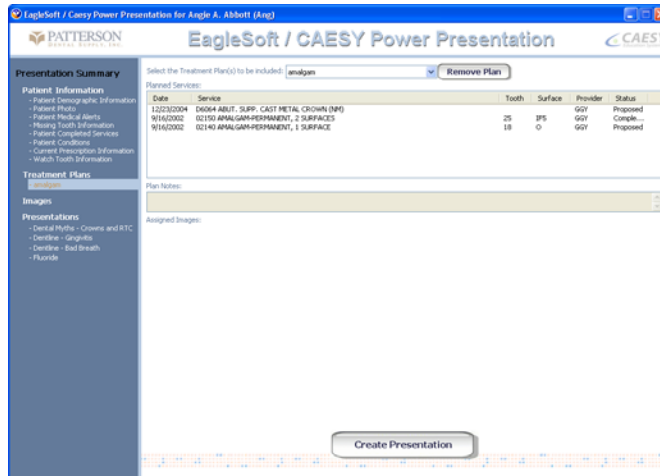 EagleSoft / Caesy Power Presentation for Angie A. Abbott (Ang)
PATTERSON
DENTAL SUPPLY, INC.
EagleSoft / CAESY Power Presentation
CAESY
Presentation Summary
Patient Information
- Patient Demographic Information
- Patient Photo
- Patient Medical Alerts
- Missing Tooth Information
- Patient Completed Services
- Patient Conditions
- Current Prescription Information
- Watch Tooth Information
Treatment Plans
- amalgam
Images
Presentations
- Dental Myths - Crowns and RTC
- Dentline - Gingivitis
- Dentline - Bad Breath
- Fluoride
Select the Treatment Plan(s) to be included: amalgam Remove Plan
Planned Services:
Date Service Tooth Surface Provider Status
12/23/2004 D6064 ABUT. SUPP. CAST METAL CROWN (NM) GGY Proposed
9/16/2002 02150 AMALGAM-PERMANENT, 2 SURFACES 25 IF5 GGY Comple...
9/16/2002 02140 AMALGAM-PERMANENT, 1 SURFACE 18 O GGY Proposed
Plan Notes:
Assigned Images:
Create Presentation